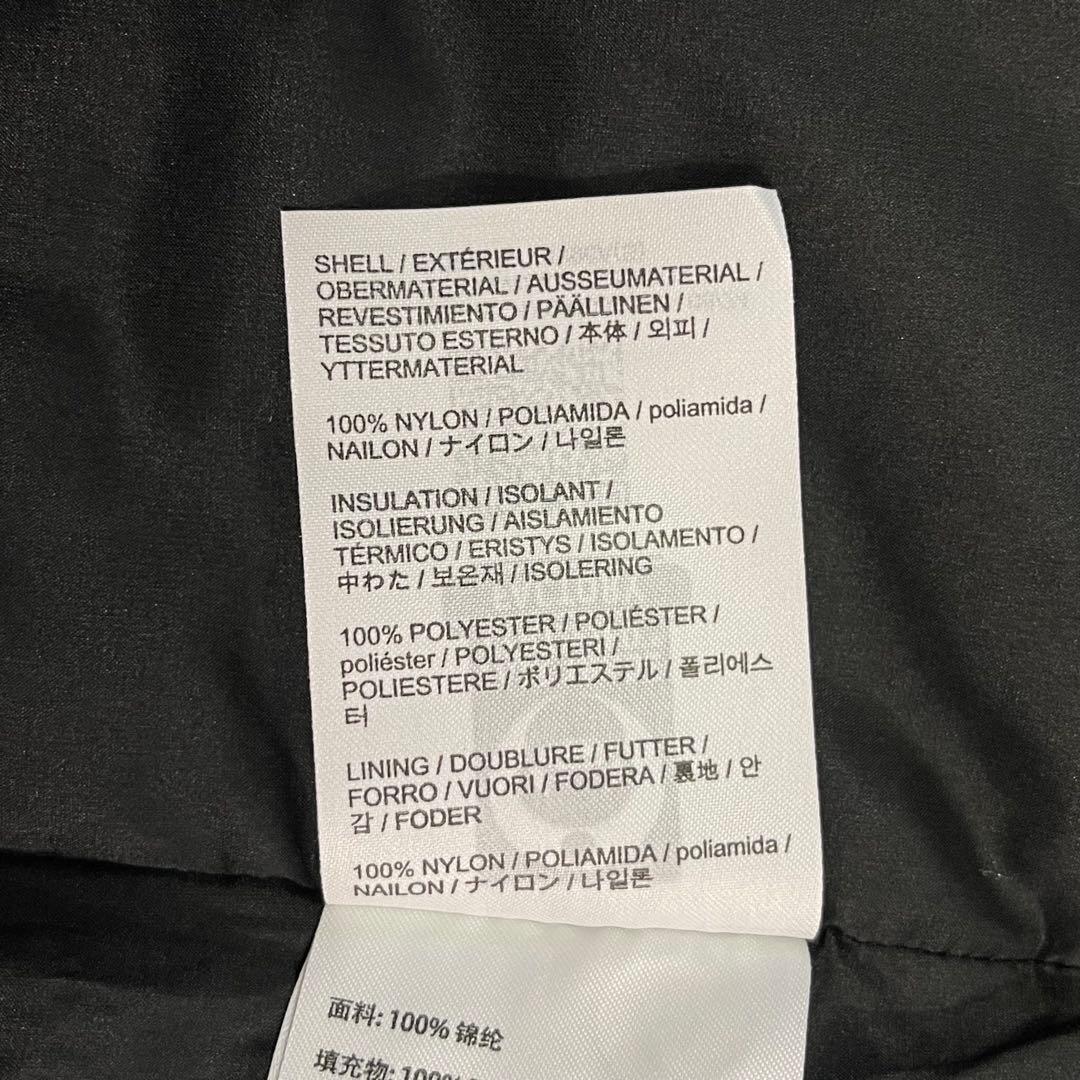 SHELL / EXTÉRIEUR /
OBERMATERIAL / AUSSEUMATERIAL /
REVESTIMIENTO / PÄÄLLINEN /
TESSUTO ESTERNO / 本体 / 외피 /
YTTERMATERIAL
100% NYLON / POLIAMIDA / poliamida /
NAILON / ナイロン / 나일론
INSULATION / ISOLANT /
ISOLIERUNG / AISLAMIENTO
TÉRMICO / ERISTYS / ISOLAMENTO /
中わた / 보온재 / ISOLERING
100% POLYESTER / POLIÉSTER /
poliéster / POLYESTERI /
POLIESTERE / ポリエステル / 폴리에스
터
LINING / DOUBLURE / FUTTER /
FORRO / VUORI / FODERA / 裏地 / 안
감 / FODER
100% NYLON / POLIAMIDA / poliamida /
NAILON / ナイロン / 나일론
面料: 100% 锦纶
填充物: 100%